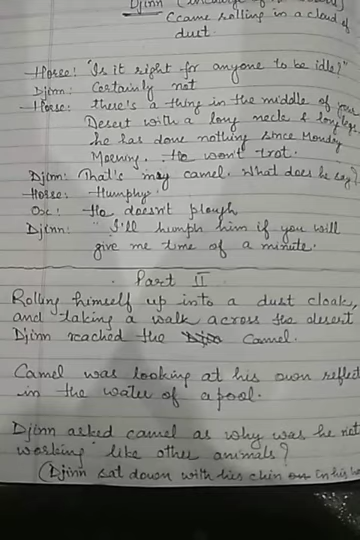 Djinn (incharge of
(came rolling in a cloud of
dust.
- Horse: "Is it right for anyone to be idle?"
Djinn: Certainly not
- Horse: there's a thing in the middle of your
Desert with a long neck & long legs
he has done nothing since Monday
Morning. He won't trot.
Djinn: That's my camel. What does he say?
- Horse: Humph.
Ox: He doesn't plough
Djinn: "I'll humph him if you will
give me time of a minute.
Part II
Rolling himself up into a dust cloak,
and taking a walk across the desert
Djinn reached the Camel.
Camel was looking at his own reflect
in the water of a pool.
Djinn asked camel as why was he not
working like other animals?
(Djinn sat down with his chin on in his